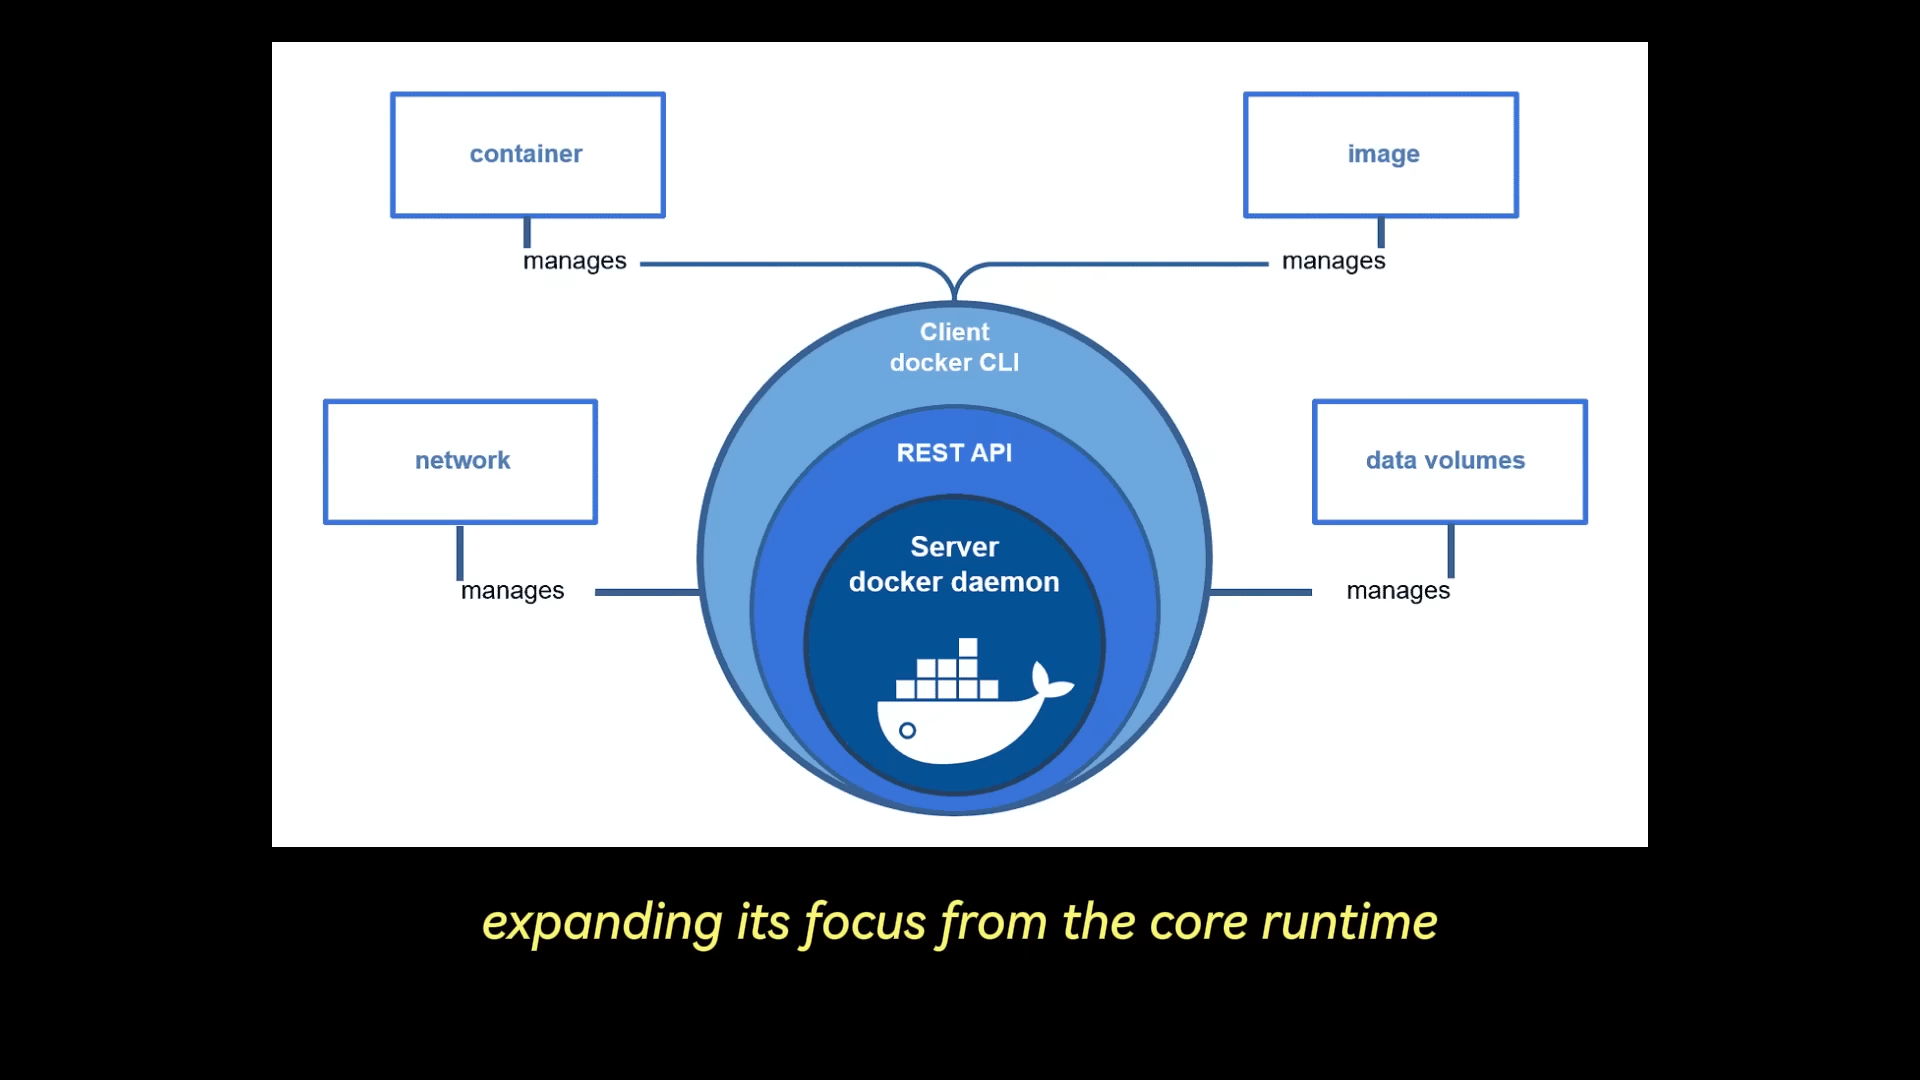 container
image
manages
manages
Client
docker CLI
network
REST API
data volumes
Server
docker daemon
manages
manages
expanding its focus from the core runtime